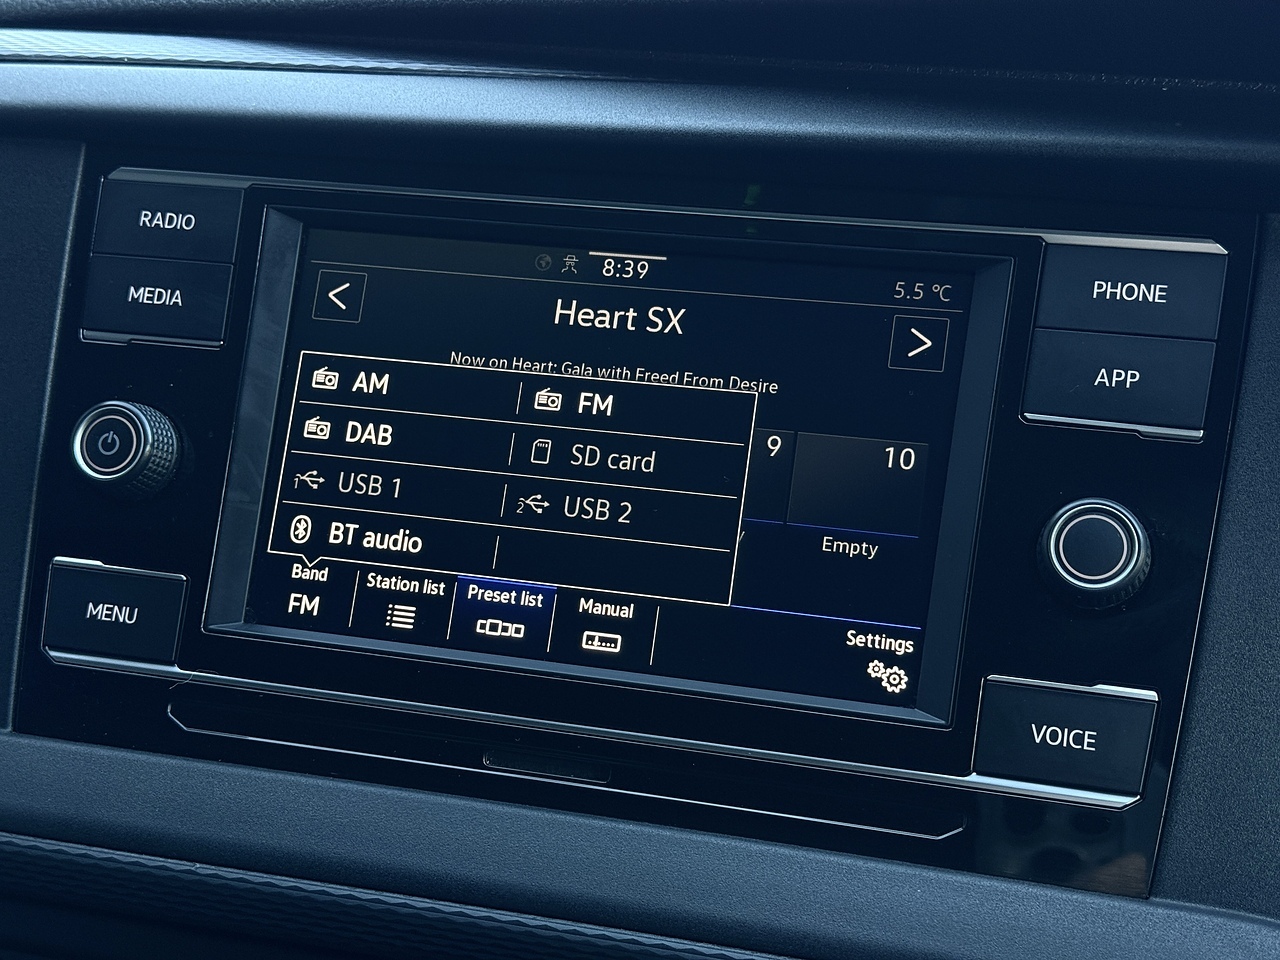 RADIO
MEDIA
MENU
PHONE
APP
VOICE
8:39
5.5 °C
<
Heart SX
>
Now on Heart: Gala with Freed From Desire
AM
FM
DAB
SD card
1 USB 1
2 USB 2
BT audio
9
10
Empty
Band
FM
Station list
Preset list
Manual
Settings